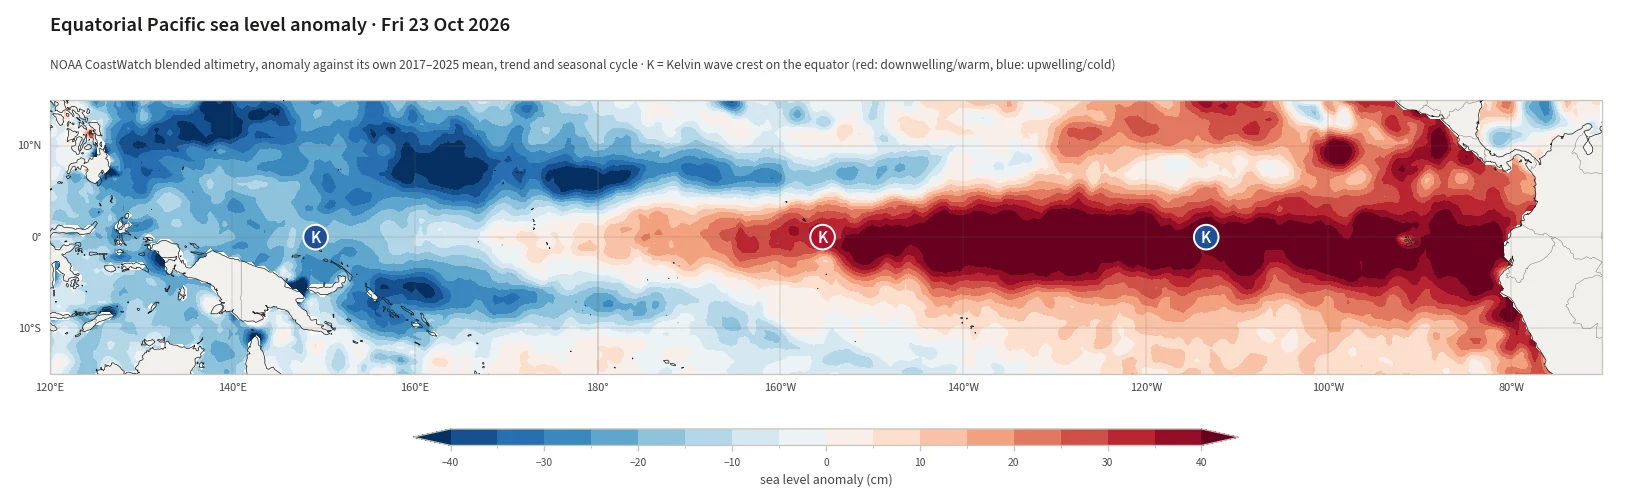 Equatorial Pacific sea level anomaly · Fri 23 Oct 2026
NOAA CoastWatch blended altimetry, anomaly against its own 2017–2025 mean, trend and seasonal cycle · K = Kelvin wave crest on the equator (red: downwelling/warm, blue: upwelling/cold)
10°N
0°
K K K
10°S
120°E 140°E 160°E 180° 160°W 140°W 120°W 100°W 80°W
−40 −30 −20 −10 0 10 20 30 40
sea level anomaly (cm)